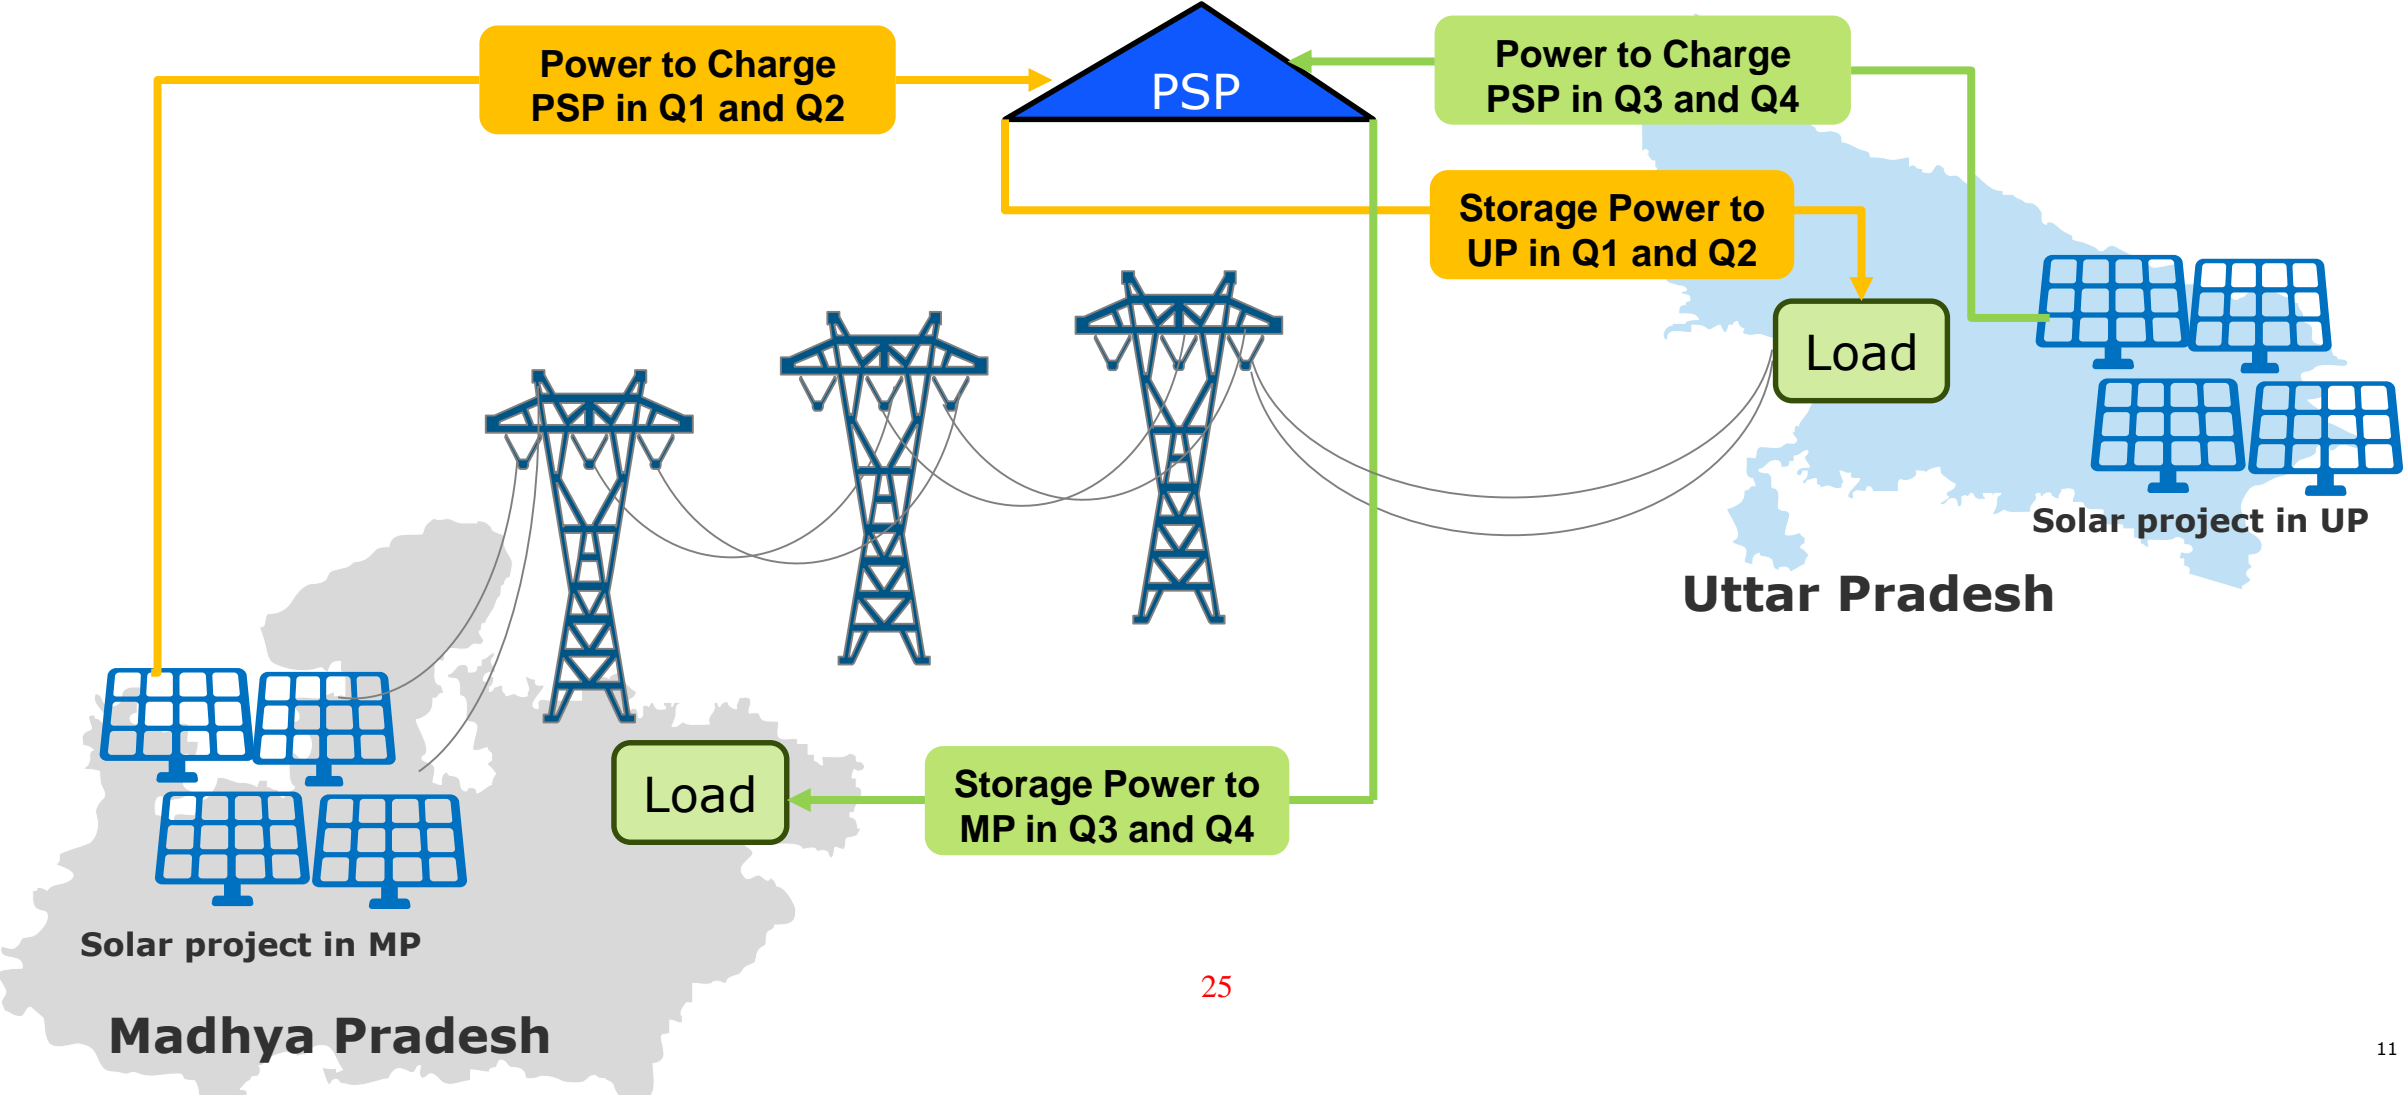 Power to Charge
PSP in Q1 and Q2
PSP
Power to Charge
PSP in Q3 and Q4
Storage Power to
UP in Q1 and Q2
Load
Solar project in UP
Uttar Pradesh
Load
Storage Power to
MP in Q3 and Q4
Solar project in MP
Madhya Pradesh
25
11